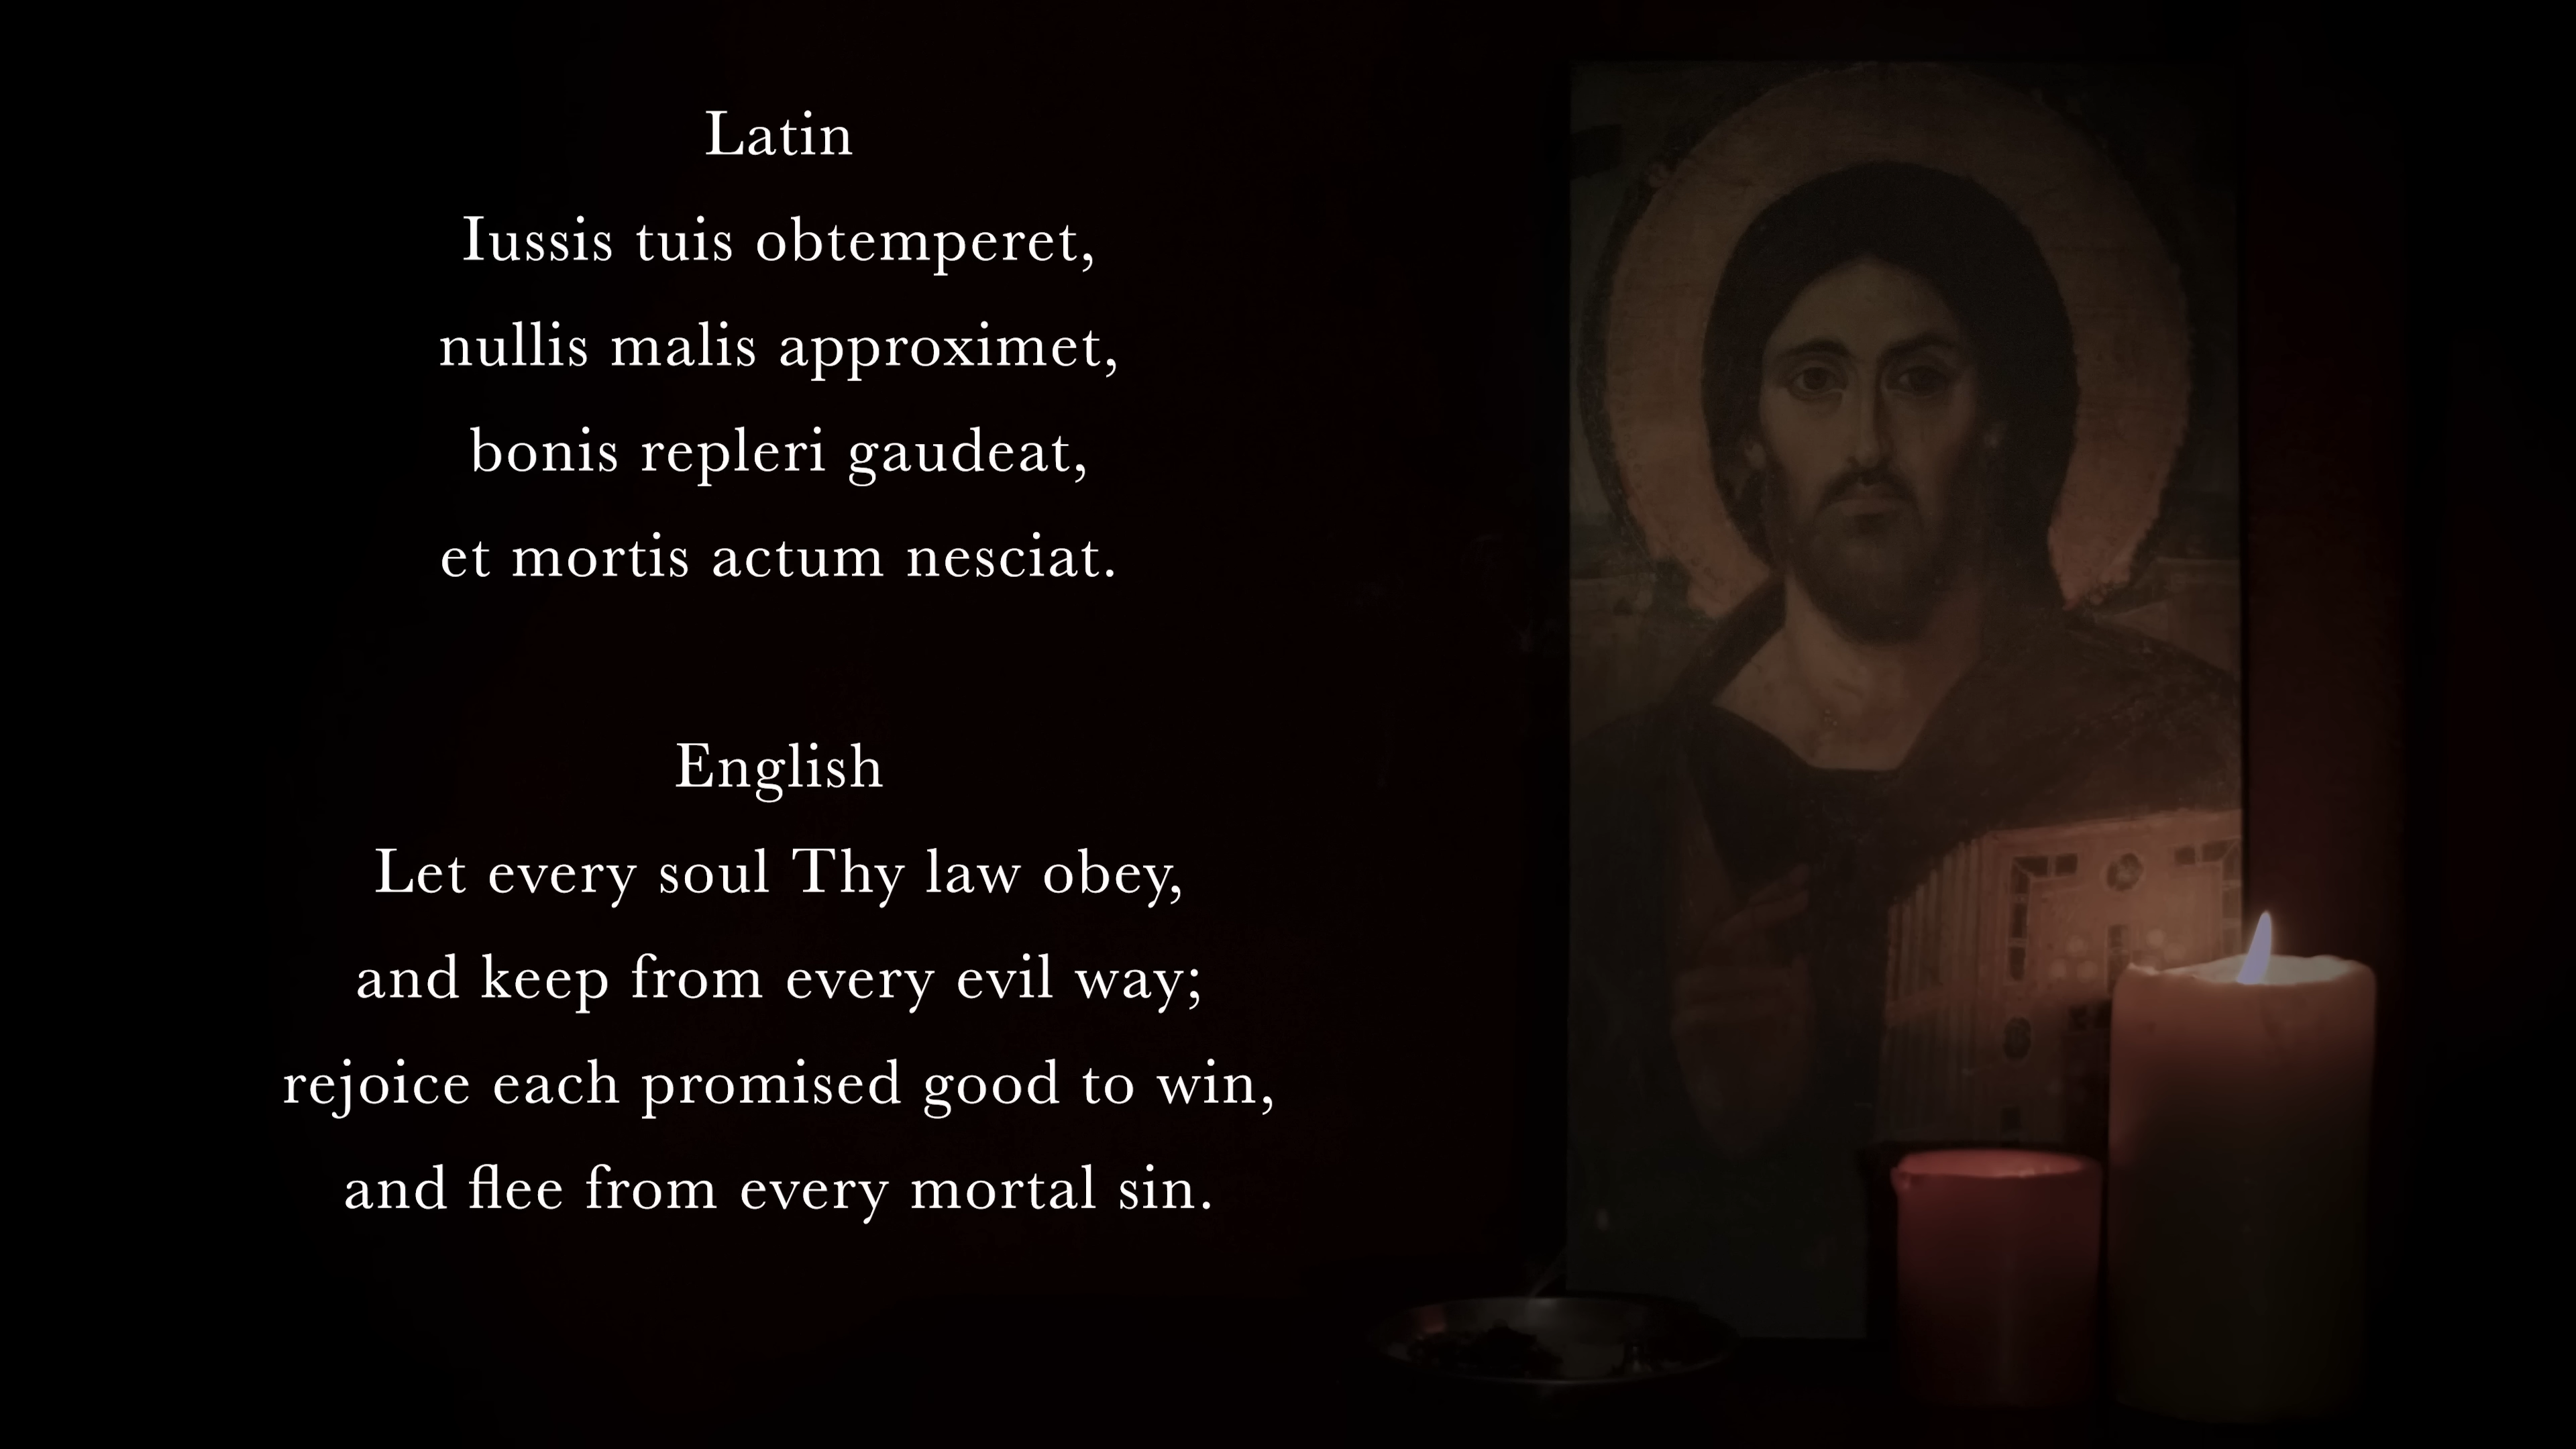 Latin
Iussis tuis obtemperet,
nullis malis approximet,
bonis repleri gaudeat,
et mortis actum nesciat.
English
Let every soul Thy law obey,
and keep from every evil way;
rejoice each promised good to win,
and flee from every mortal sin.